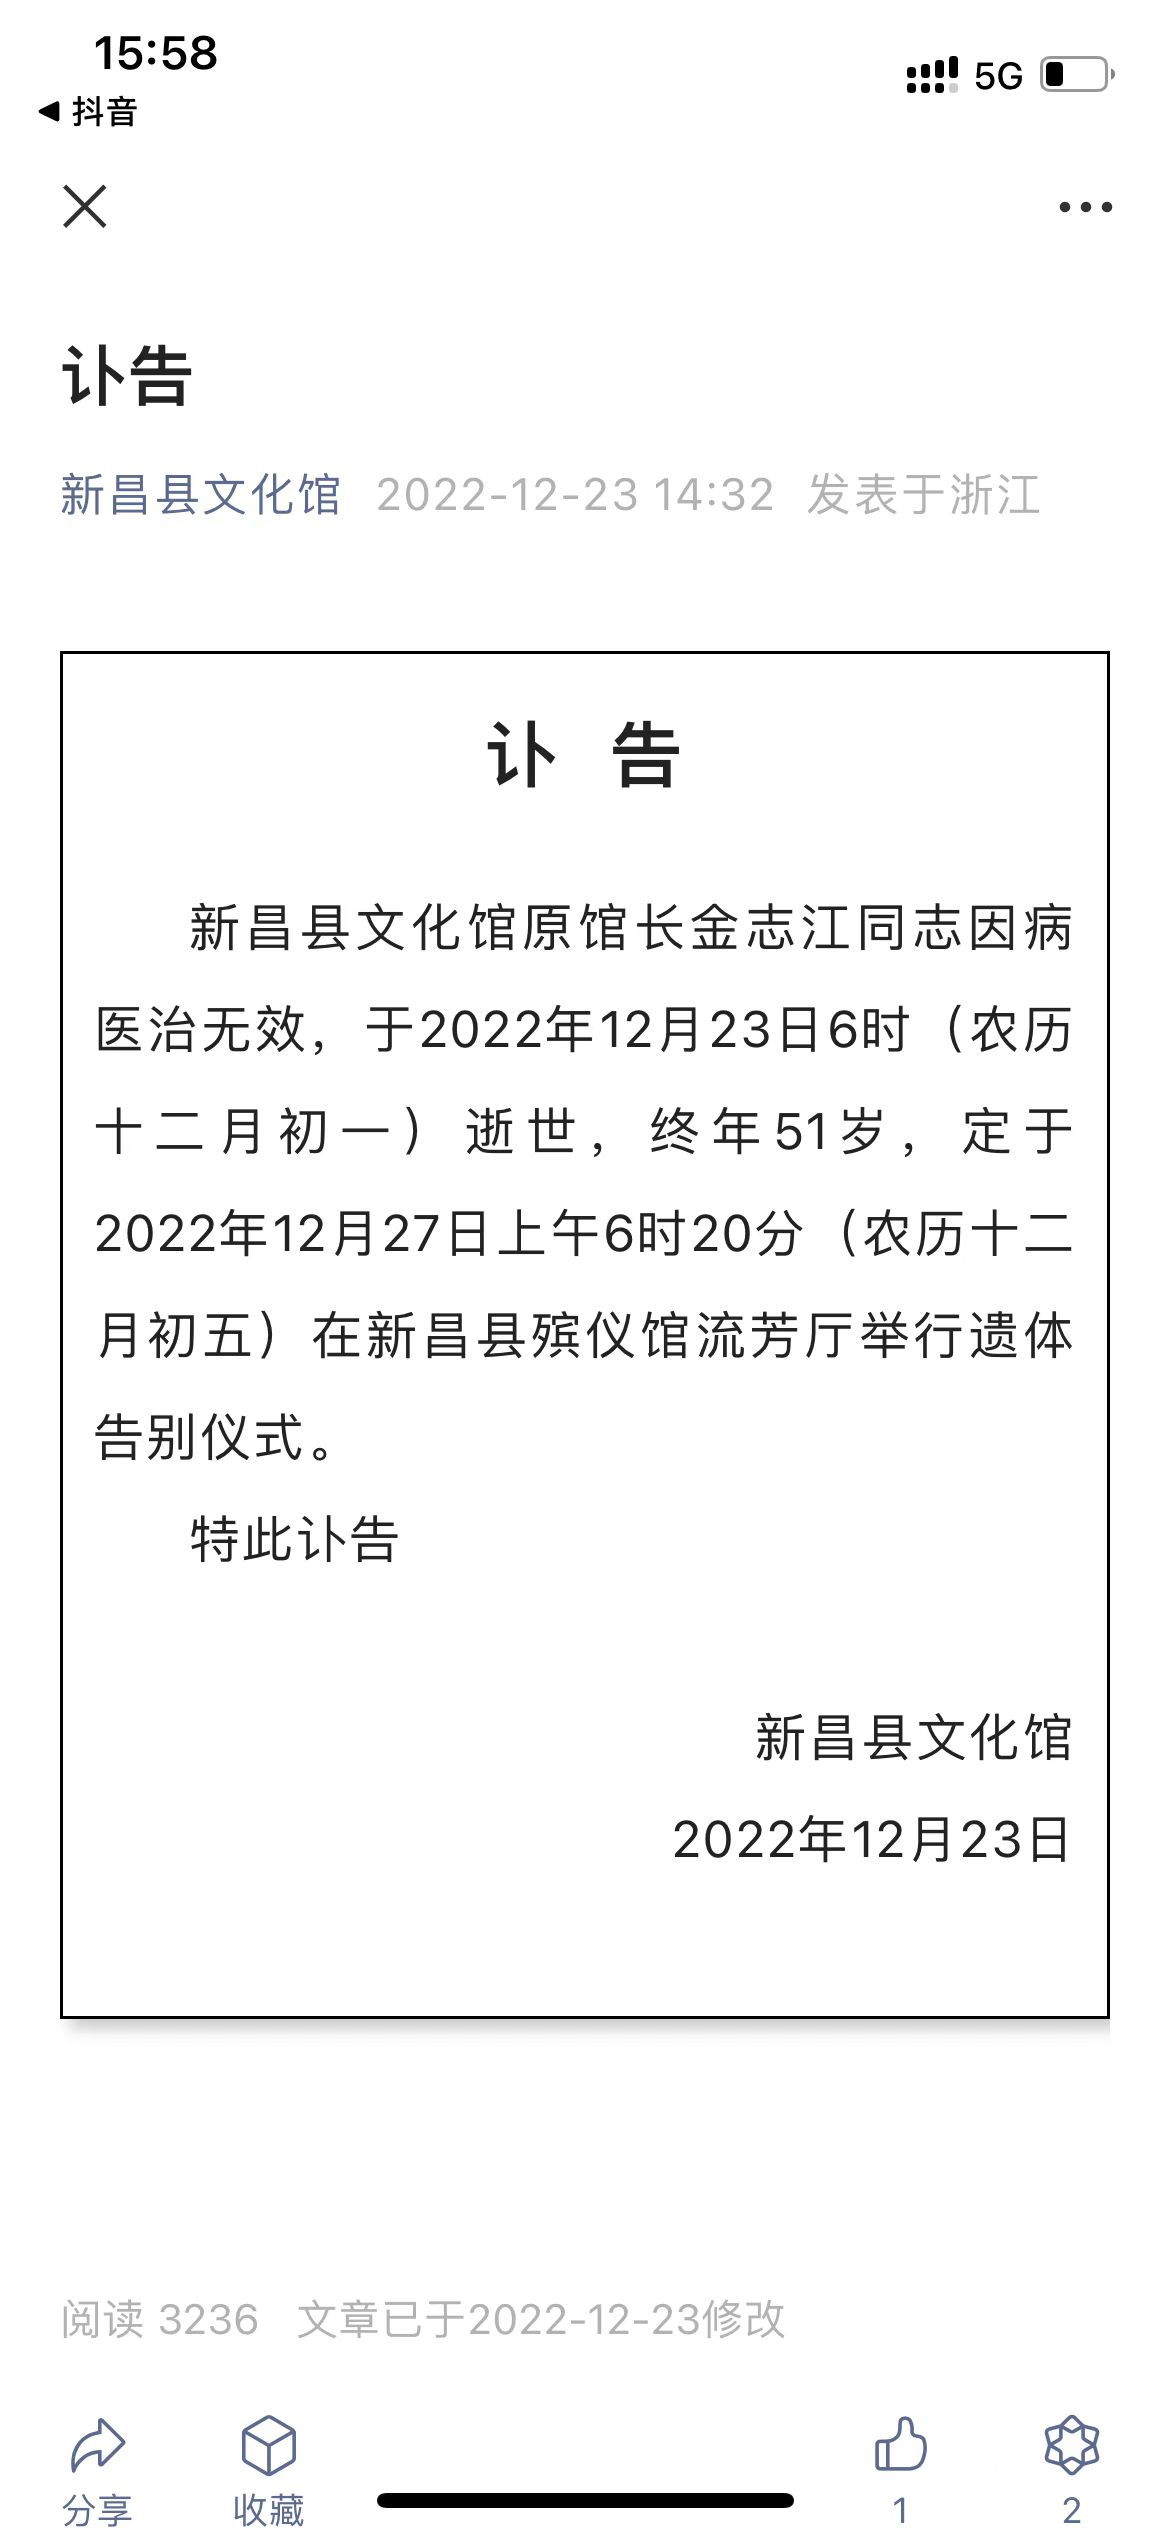 15:58
5G
抖音
讣告
新昌县文化馆 2022-12-23 14:32 发表于浙江
讣 告
新昌县文化馆原馆长金志江同志因病
医治无效，于2022年12月23日6时（农历
十二月初一）逝世，终年51岁，定于
2022年12月27日上午6时20分（农历十二
月初五）在新昌县殡仪馆流芳厅举行遗体
告别仪式。
特此讣告
新昌县文化馆
2022年12月23日
阅读 3236 文章已于2022-12-23修改
分享 收藏 1 2